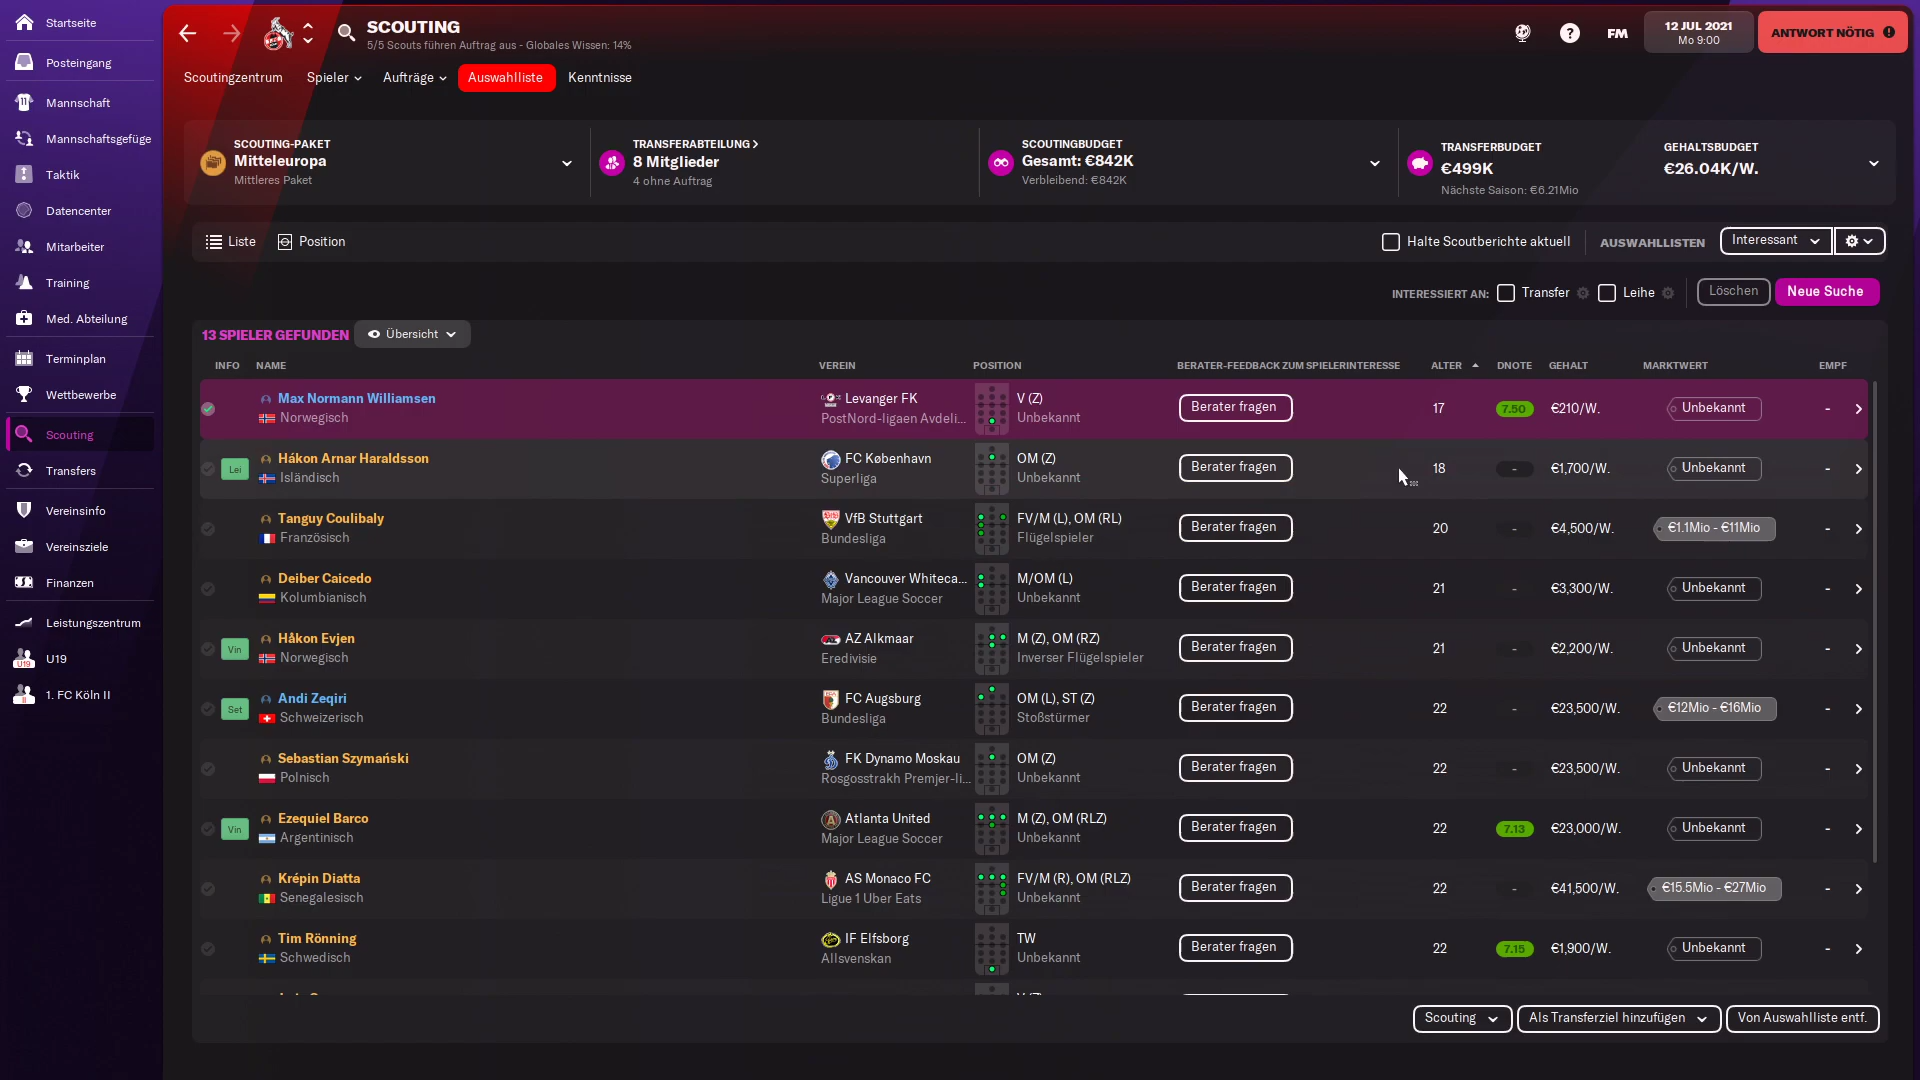 Startseite
Posteingang
Mannschaft
Mannschaftsgefüge
Taktik
Datencenter
Mitarbeiter
Training
Med. Abteilung
Terminplan
Wettbewerbe
Scouting
Transfers
Vereinsinfo
Vereinsziele
Finanzen
Leistungszentrum
U19
1. FC Köln II
SCOUTING
5/5 Scouts führen Auftrag aus - Globales Wissen: 14%
FM
12 JUL 2021
Mo 9:00
ANTWORT NÖTIG
Scoutingzentrum Spieler Aufträge Auswahlliste Kenntnisse
SCOUTING-PAKET
Mitteleuropa
Mittleres Paket
TRANSFERABTEILUNG
8 Mitglieder
4 ohne Auftrag
SCOUTINGBUDGET
Gesamt: €842K
Verbleibend: €842K
TRANSFERBUDGET
€499K
Nächste Saison: €6.21Mio
GEHALTSBUDGET
€26.04K/W.
Liste Position Halte Scoutberichte aktuell AUSWAHLLISTEN Interessant
INTERESSIERT AN: Transfer Leihe Löschen Neue Suche
13 SPIELER GEFUNDEN Übersicht
INFO NAME VEREIN POSITION BERATER-FEEDBACK ZUM SPIELERINTERESSE ALTER DNOTE GEHALT MARKTWERT EMPF
Max Normann Williamsen Levanger FK V (Z) Berater fragen 17 7.50 €210/W. Unbekannt -
Norwegisch PostNord-ligaen Avdeli... Unbekannt
Lei Hákon Arnar Haraldsson FC København OM (Z) Berater fragen 18 - €1,700/W. Unbekannt -
Isländisch Superliga Unbekannt
Tanguy Coulibaly VfB Stuttgart FV/M (L), OM (RL) Berater fragen 20 - €4,500/W. €1.1Mio - €11Mio -
Französisch Bundesliga Flügelspieler
Deiber Caicedo Vancouver Whiteca... M/OM (L) Berater fragen 21 - €3,300/W. Unbekannt -
Kolumbianisch Major League Soccer Unbekannt
Vin Håkon Evjen AZ Alkmaar M (Z), OM (RZ) Berater fragen 21 - €2,200/W. Unbekannt -
Norwegisch Eredivisie Inverser Flügelspieler
Set Andi Zeqiri FC Augsburg OM (L), ST (Z) Berater fragen 22 - €23,500/W. €12Mio - €16Mio -
Schweizerisch Bundesliga Stoßstürmer
Sebastian Szymański FK Dynamo Moskau OM (Z) Berater fragen 22 - €23,500/W. Unbekannt -
Polnisch Rosgosstrakh Premjer-li... Unbekannt
Vin Ezequiel Barco Atlanta United M (Z), OM (RLZ) Berater fragen 22 7.13 €23,000/W. Unbekannt -
Argentinisch Major League Soccer Unbekannt
Krépin Diatta AS Monaco FC FV/M (R), OM (RLZ) Berater fragen 22 - €41,500/W. €15.5Mio - €27Mio -
Senegalesisch Ligue 1 Uber Eats Unbekannt
Tim Rönning IF Elfsborg TW Berater fragen 22 7.15 €1,900/W. Unbekannt -
Schwedisch Allsvenskan Unbekannt
Scouting Als Transferziel hinzufügen Von Auswahlliste entf.